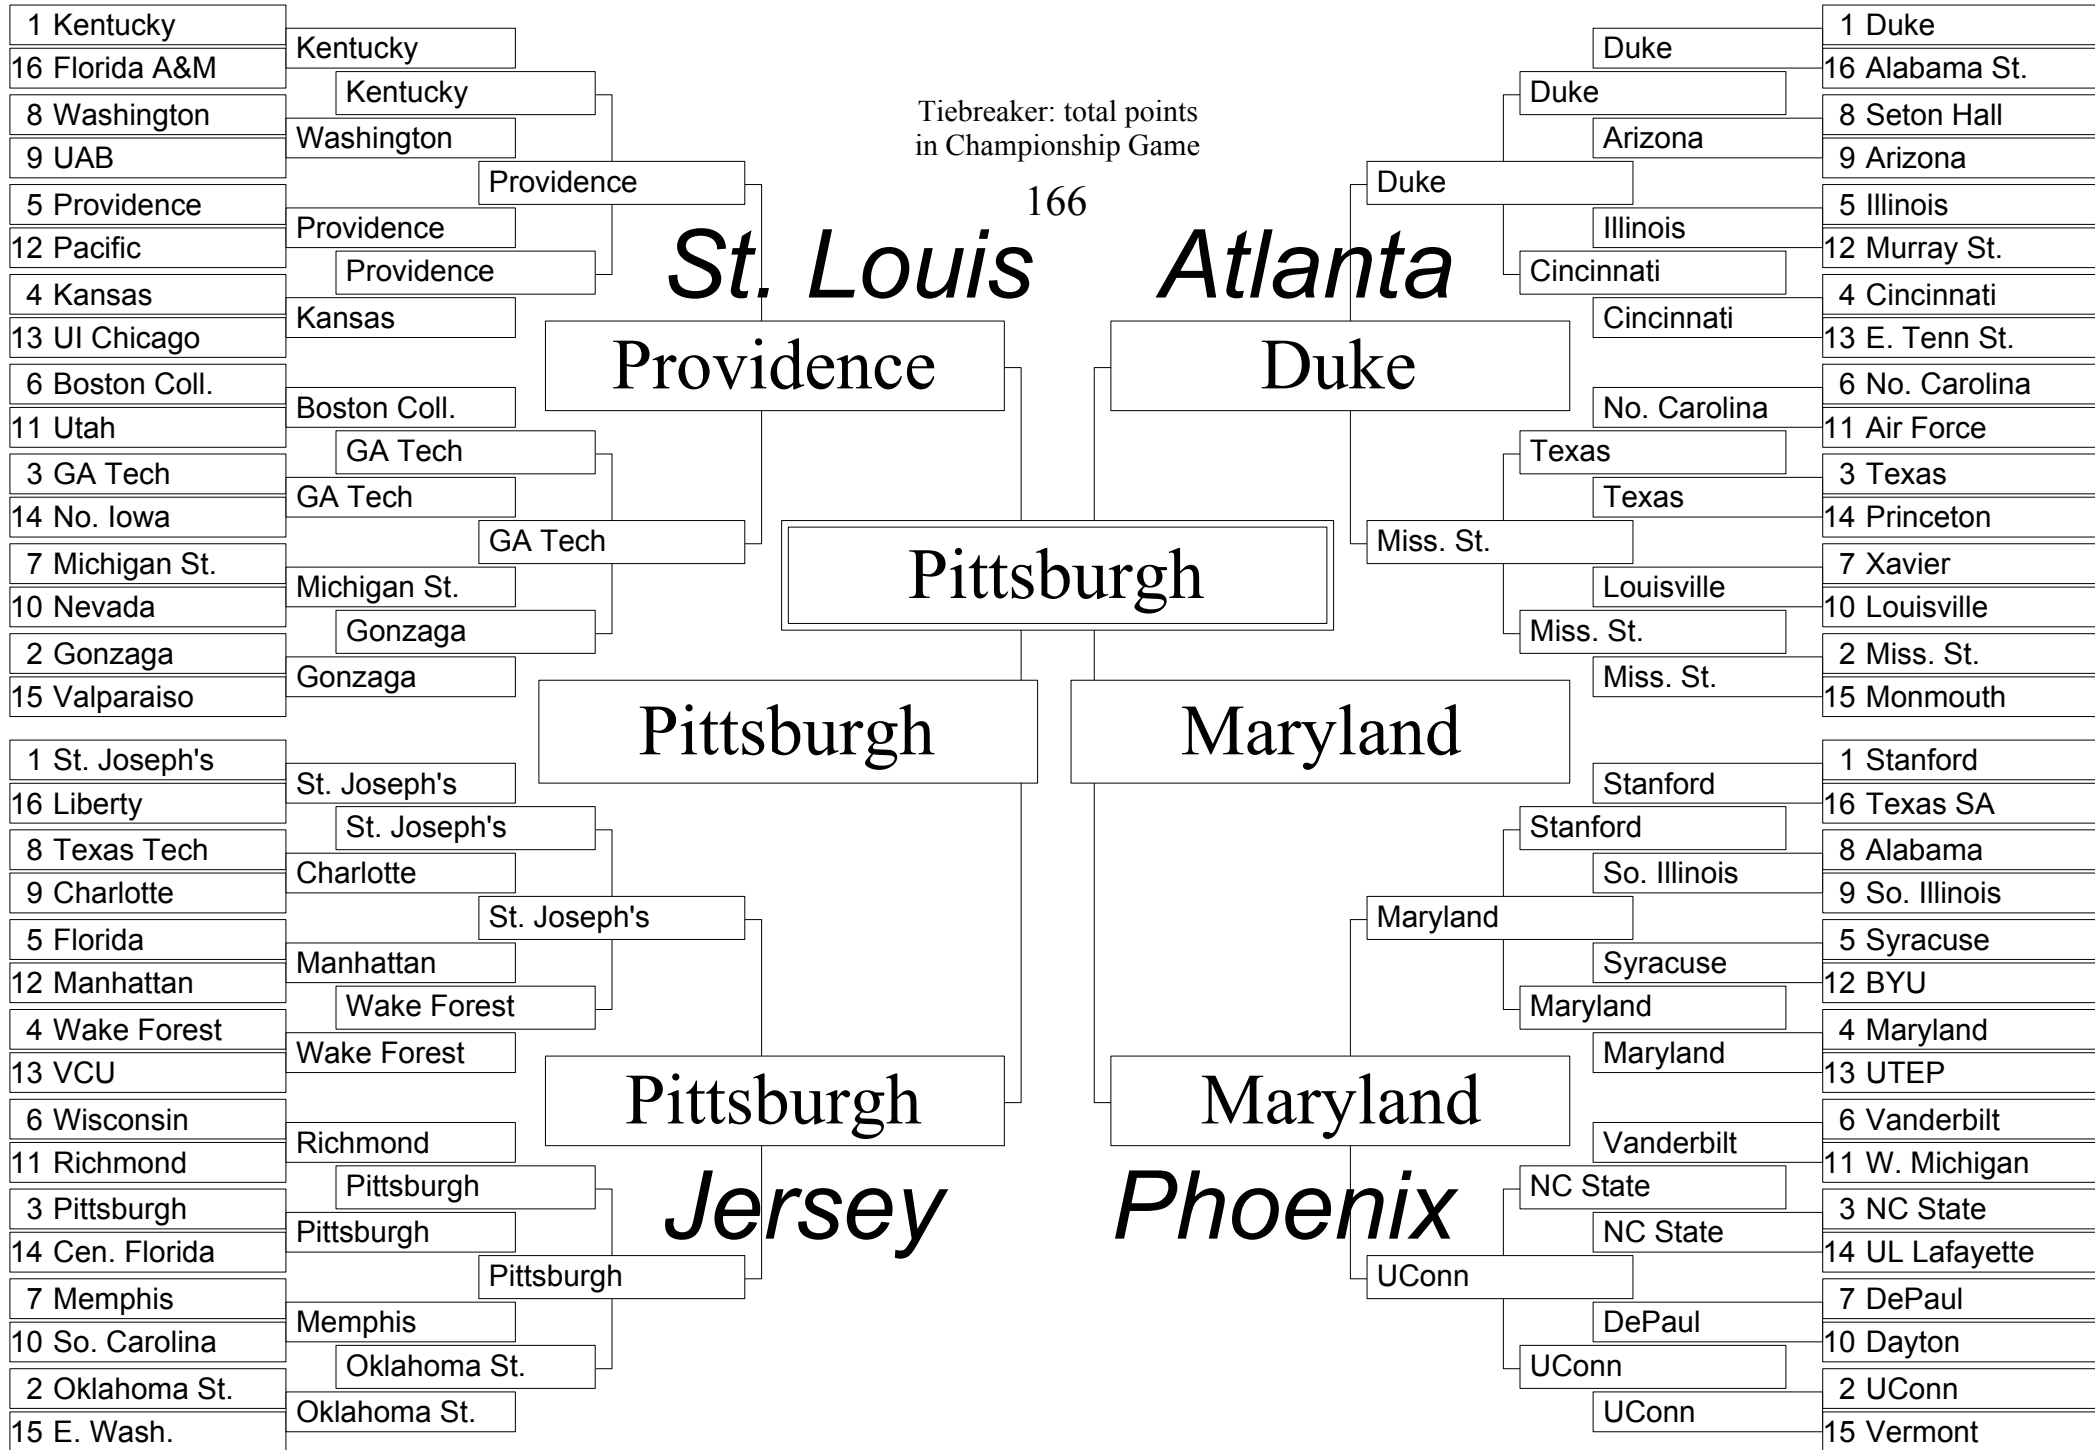 1 Kentucky
16 Florida A&M
8 Washington
9 UAB
5 Providence
12 Pacific
4 Kansas
13 UI Chicago
6 Boston Coll.
11 Utah
3 GA Tech
14 No. Iowa
7 Michigan St.
10 Nevada
2 Gonzaga
15 Valparaiso
1 St. Joseph's
16 Liberty
8 Texas Tech
9 Charlotte
5 Florida
12 Manhattan
4 Wake Forest
13 VCU
6 Wisconsin
11 Richmond
3 Pittsburgh
14 Cen. Florida
7 Memphis
10 So. Carolina
2 Oklahoma St.
15 E. Wash.
Kentucky
Washington
Providence
Kansas
Boston Coll.
GA Tech
Michigan St.
Gonzaga
St. Joseph's
Charlotte
Manhattan
Wake Forest
Richmond
Pittsburgh
Memphis
Oklahoma St.
Kentucky
Providence
GA Tech
Gonzaga
St. Joseph's
Wake Forest
Pittsburgh
Oklahoma St.
Providence
GA Tech
St. Joseph's
Pittsburgh
Tiebreaker: total points
in Championship Game
166
St. Louis
Atlanta
Providence
Duke
Pittsburgh
Pittsburgh
Maryland
Pittsburgh
Maryland
Jersey
Phoenix
Duke
Miss. St.
Maryland
UConn
Duke
Cincinnati
Texas
Miss. St.
Stanford
Maryland
NC State
UConn
Duke
Arizona
Illinois
Cincinnati
No. Carolina
Texas
Louisville
Miss. St.
Stanford
So. Illinois
Syracuse
Maryland
Vanderbilt
NC State
DePaul
UConn
1 Duke
16 Alabama St.
8 Seton Hall
9 Arizona
5 Illinois
12 Murray St.
4 Cincinnati
13 E. Tenn St.
6 No. Carolina
11 Air Force
3 Texas
14 Princeton
7 Xavier
10 Louisville
2 Miss. St.
15 Monmouth
1 Stanford
16 Texas SA
8 Alabama
9 So. Illinois
5 Syracuse
12 BYU
4 Maryland
13 UTEP
6 Vanderbilt
11 W. Michigan
3 NC State
14 UL Lafayette
7 DePaul
10 Dayton
2 UConn
15 Vermont